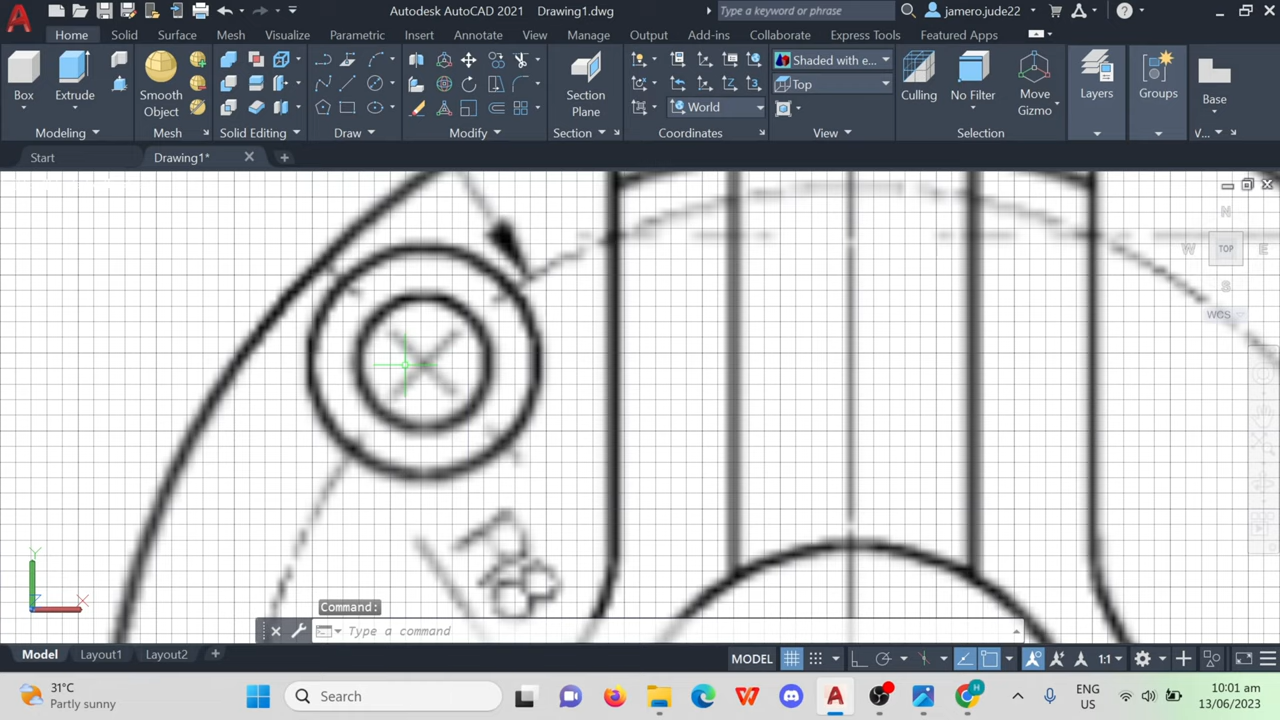 Autodesk AutoCAD 2021 Drawing1.dwg
Type a keyword or phrase
jamero.jude22
Home Solid Surface Mesh Visualize Parametric Insert Annotate View Manage Output Add-ins Collaborate Express Tools Featured Apps
Shaded with e...
Top
World
Box
Extrude
Smooth
Object
Section
Plane
Culling
No Filter
Move
Gizmo
Layers
Groups
Base
Modeling Mesh Solid Editing Draw Modify Section Coordinates View Selection V...
Start
Drawing1*
N
W TOP E
S
WCS
R68
Y
X
Command:
Type a command
Model Layout1 Layout2
MODEL
1:1
31°C
Partly sunny
Search
ENG
US
10:01 am
13/06/2023